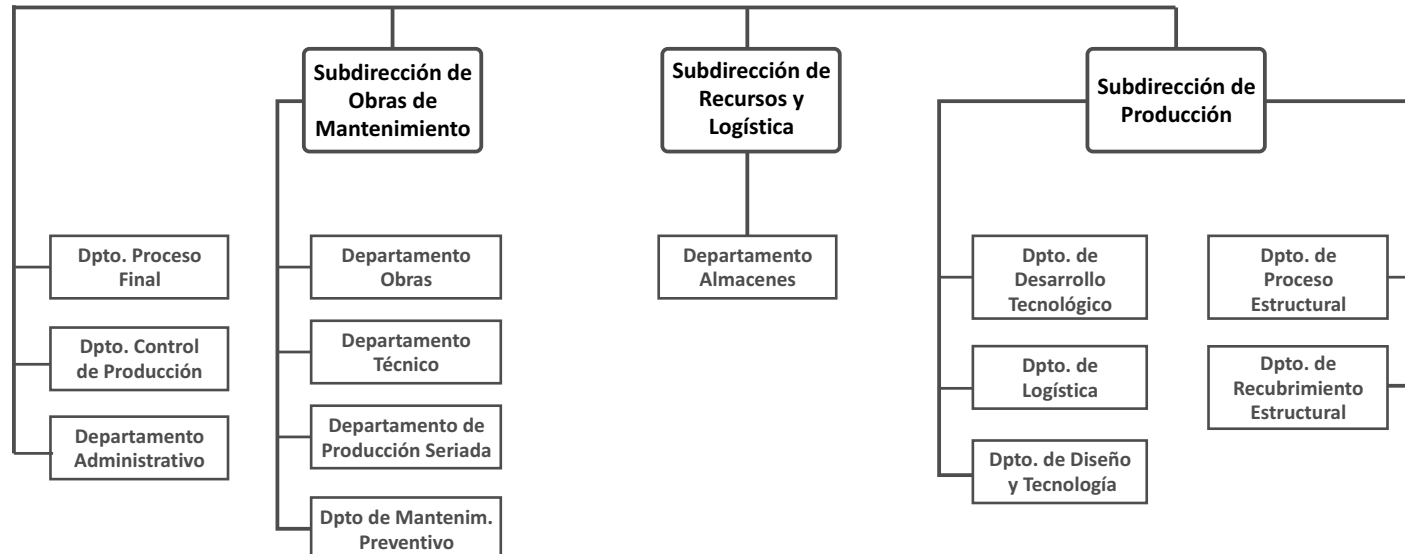 Subdirección de
Obras de
Mantenimiento
Subdirección de
Recursos y
Logística
Subdirección de
Producción
Dpto. Proceso
Final
Dpto. Control
de Producción
Departamento
Administrativo
Departamento
Obras
Departamento
Técnico
Departamento de
Producción Seriada
Dpto de Mantenim.
Preventivo
Departamento
Almacenes
Dpto. de
Desarrollo
Tecnológico
Dpto. de
Logística
Dpto. de Diseño
y Tecnología
Dpto. de
Proceso
Estructural
Dpto. de
Recubrimiento
Estructural